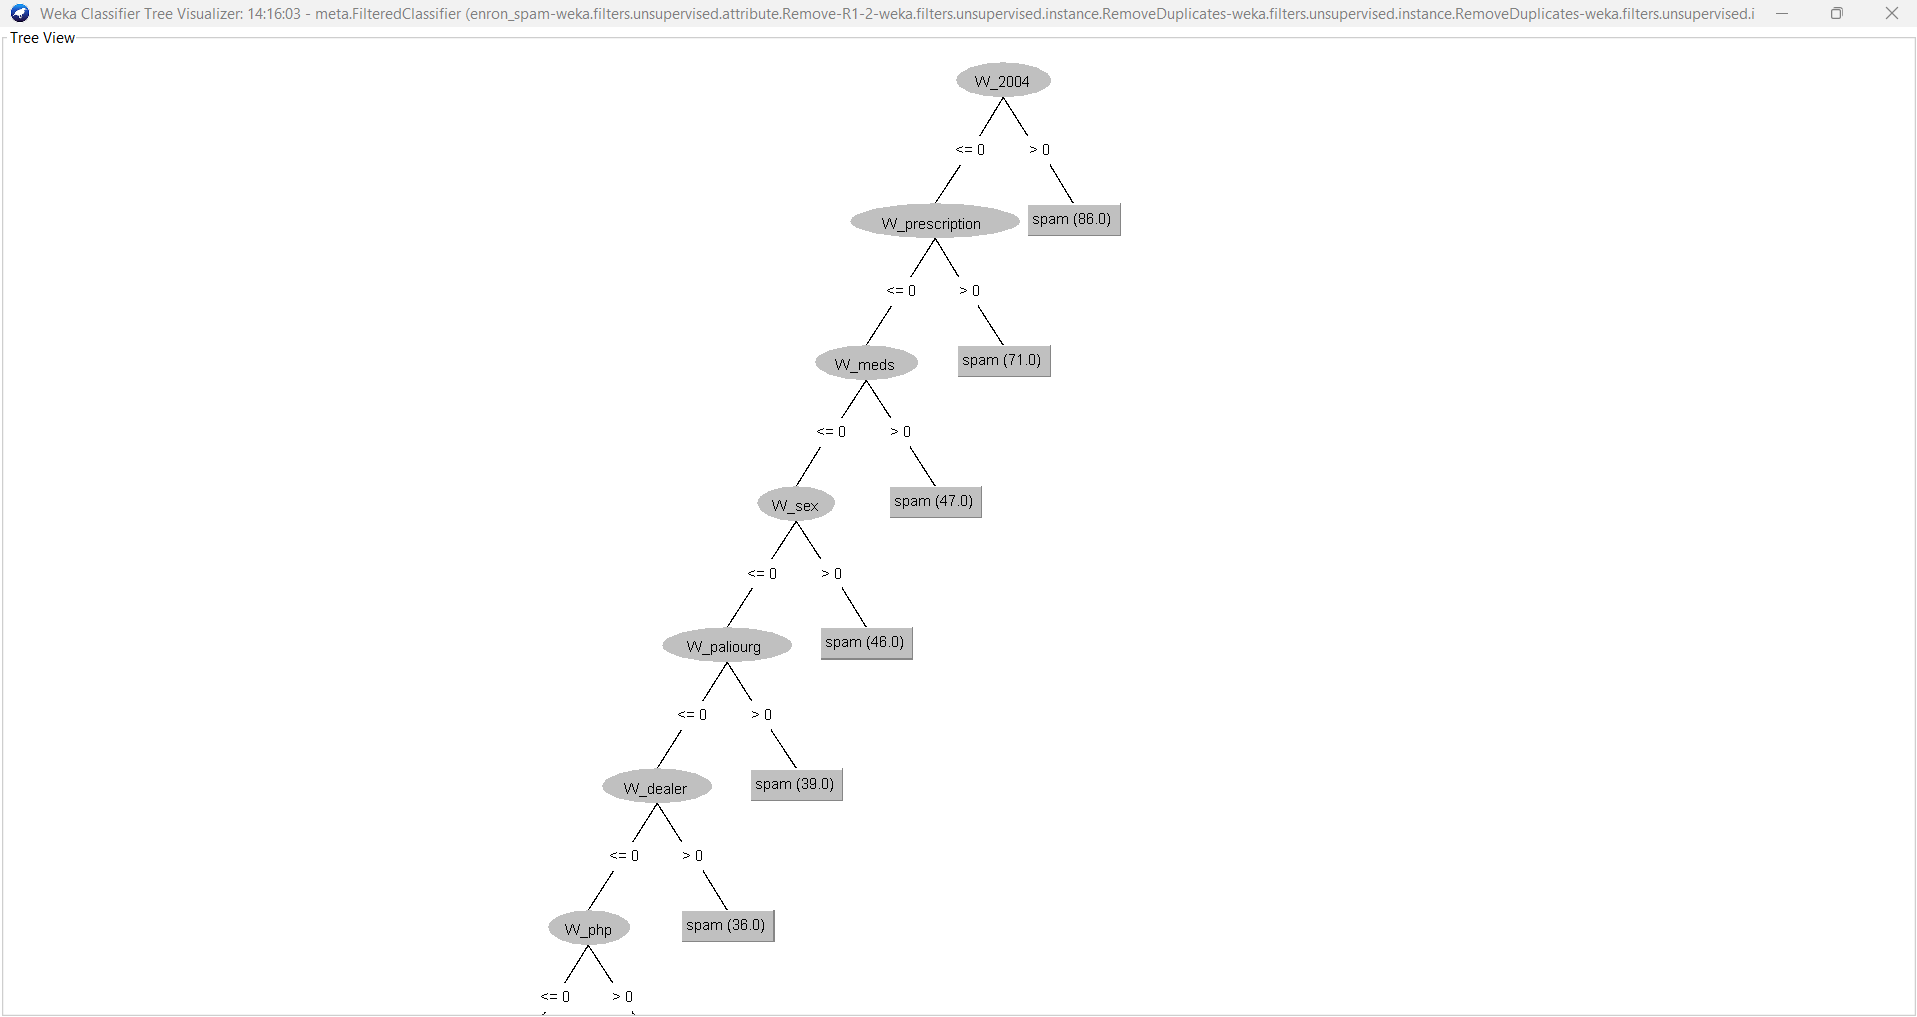 Weka Classifier Tree Visualizer: 14:16:03 - meta.FilteredClassifier (enron_spam-weka.filters.unsupervised.attribute.Remove-R1-2-weka.filters.unsupervised.instance.RemoveDuplicates-weka.filters.unsupervised.instance.RemoveDuplicates-weka.filters.unsupervised.i
Tree View
W_2004
<= 0 > 0
W_prescription spam (86.0)
<= 0 > 0
W_meds spam (71.0)
<= 0 > 0
W_sex spam (47.0)
<= 0 > 0
W_paliourg spam (46.0)
<= 0 > 0
W_dealer spam (39.0)
<= 0 > 0
W_php spam (36.0)
<= 0 > 0